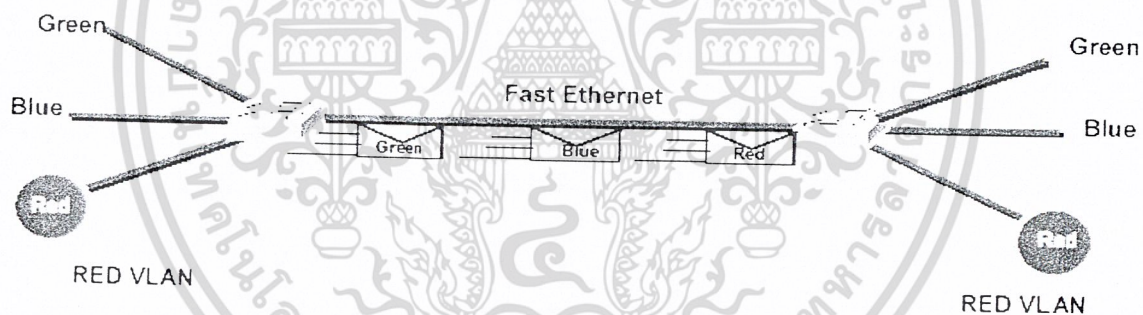 Green
Green
Blue
Fast Ethernet
Blue
Green
Blue
Red
Red
Red
RED VLAN
RED VLAN